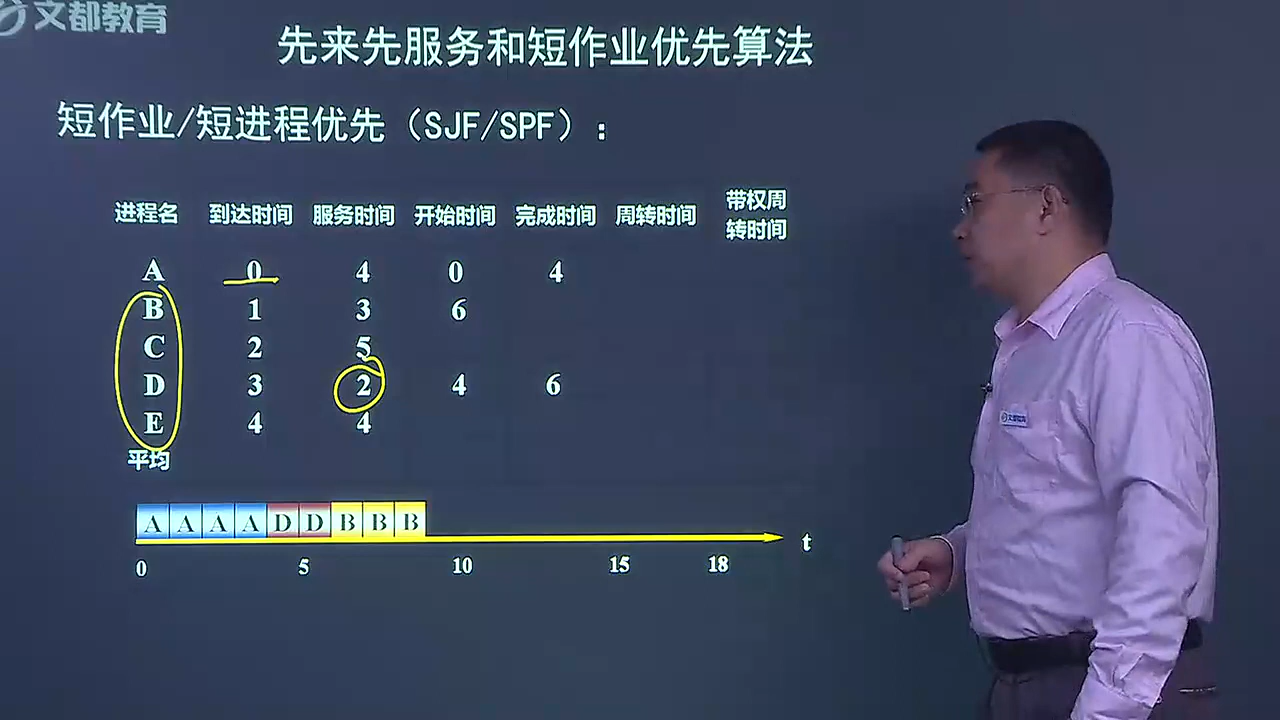 文都教育
先来先服务和短作业优先算法
短作业/短进程优先（SJF/SPF）：
进程名 到达时间 服务时间 开始时间 完成时间 周转时间 带权周转时间
A 0 4 0 4
B 1 3 6
C 2 5
D 3 2 4 6
E 4 4
平均
A A A A D D B B B
t
0 5 10 15 18
文都教育